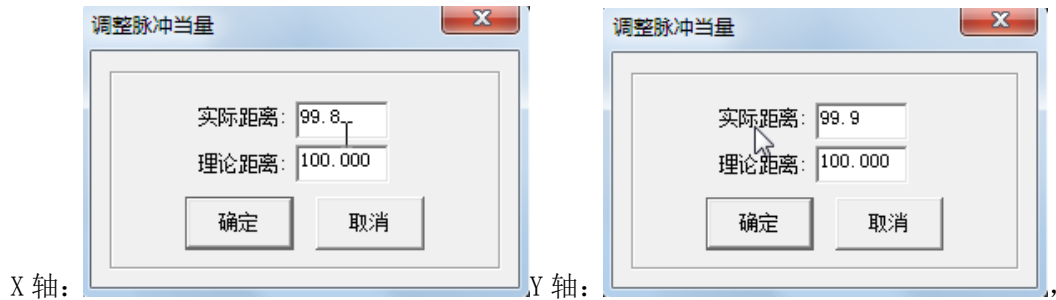 调整脉冲当量
实际距离: 99.8
理论距离: 100.000
确定 取消
X 轴：
调整脉冲当量
实际距离: 99.9
理论距离: 100.000
确定 取消
Y 轴： ，